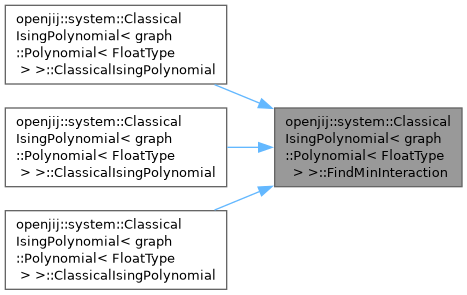 openjij::system::Classical
IsingPolynomial< graph
::Polynomial< FloatType
> >::ClassicalIsingPolynomial
openjij::system::Classical
IsingPolynomial< graph
::Polynomial< FloatType
> >::ClassicalIsingPolynomial
openjij::system::Classical
IsingPolynomial< graph
::Polynomial< FloatType
> >::ClassicalIsingPolynomial
openjij::system::Classical
IsingPolynomial< graph
::Polynomial< FloatType
> >::FindMinInteraction